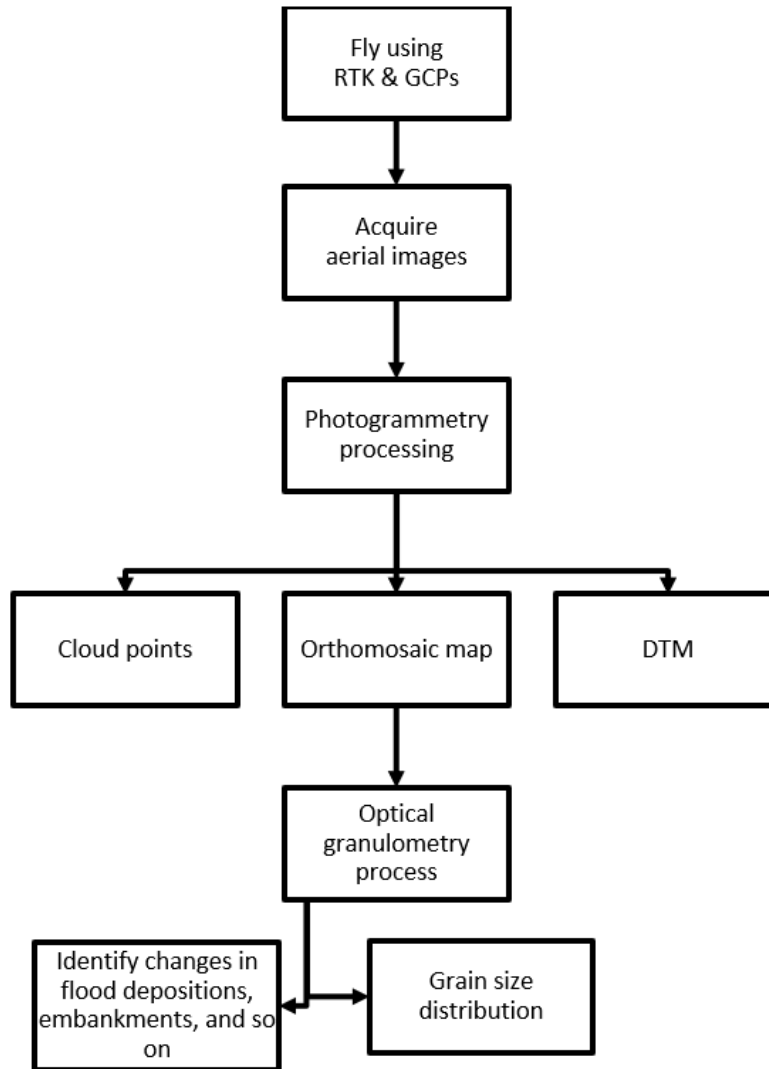 Fly using
RTK & GCPs
Acquire
aerial images
Photogrammetry
processing
Cloud points
Orthomosaic map
DTM
Optical
granulometry
process
Identify changes in
flood depositions,
embankments, and so
on
Grain size
distribution